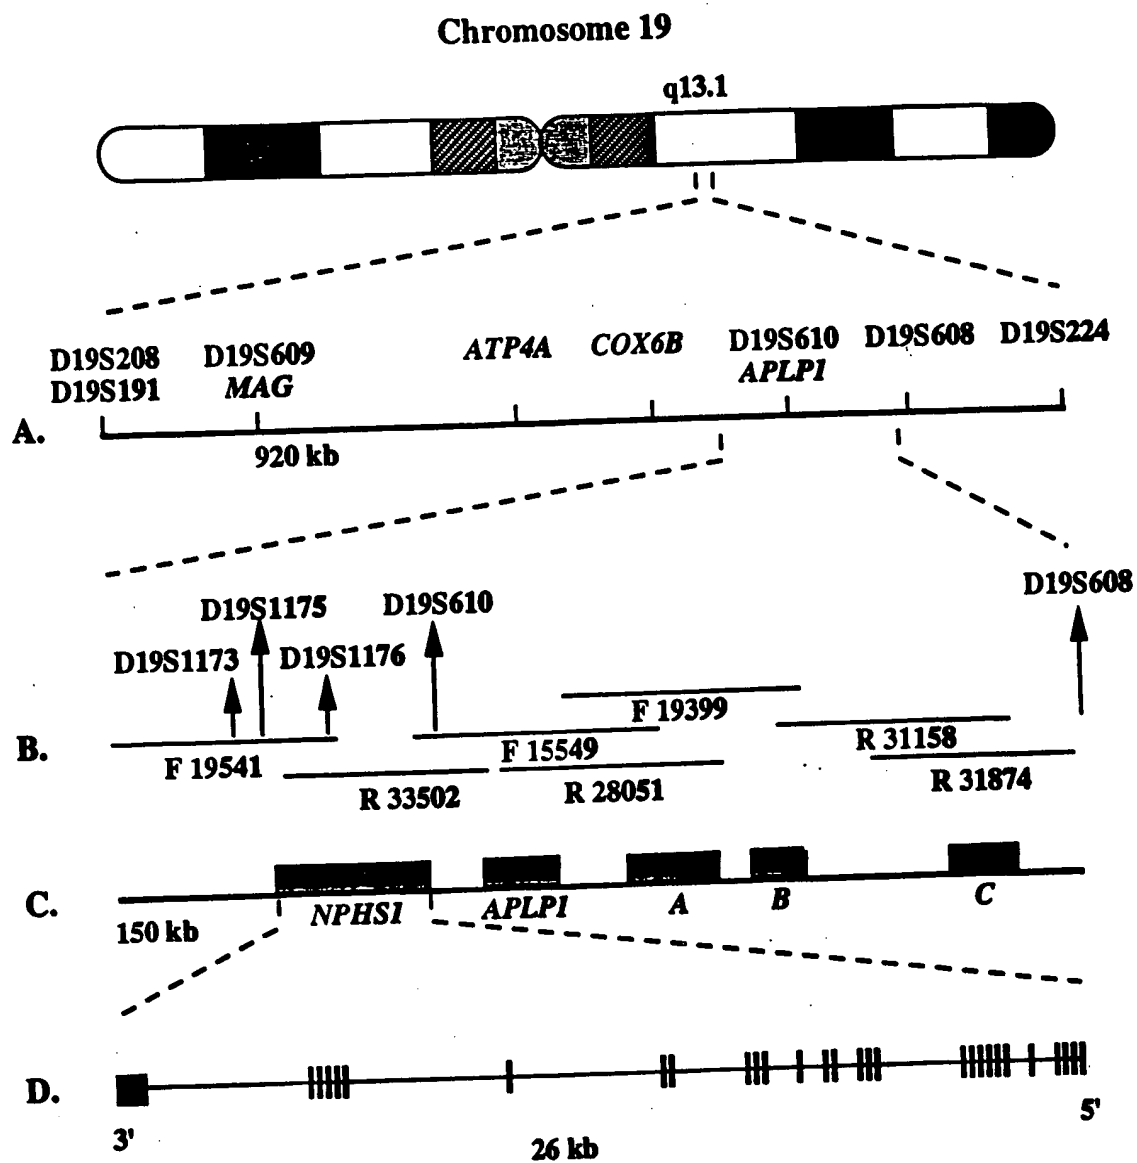 Chromosome 19
q13.1
D19S208 D19S609 ATP4A COX6B D19S610 D19S608 D19S224
D19S191 MAG APLP1
A.
920 kb
D19S608
D19S1175 D19S610
D19S1173 D19S1176
F 19399
B.
F 19541 F 15549 R 31158
R 33502 R 28051 R 31874
C.
150 kb NPHS1 APLP1 A B C
D.
3' 26 kb 5'